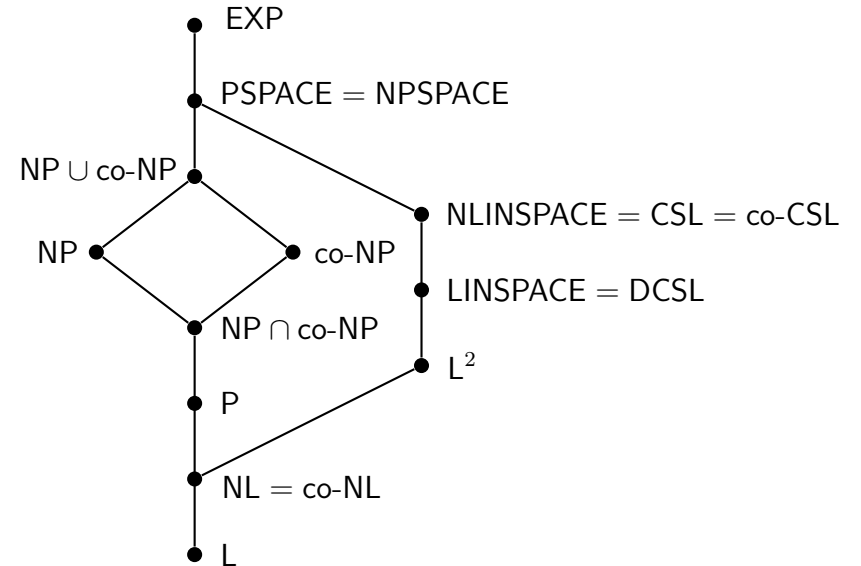 EXP
PSPACE = NPSPACE
NP ∪ co-NP
NLINSPACE = CSL = co-CSL
NP
co-NP
LINSPACE = DCSL
NP ∩ co-NP
L²
P
NL = co-NL
L